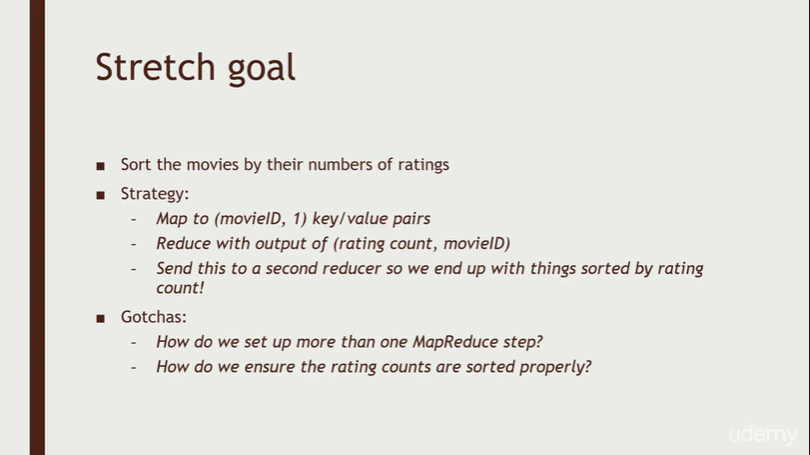 Stretch goal
■ Sort the movies by their numbers of ratings
■ Strategy:
- Map to (movieID, 1) key/value pairs
- Reduce with output of (rating count, movieID)
- Send this to a second reducer so we end up with things sorted by rating
count!
■ Gotchas:
- How do we set up more than one MapReduce step?
- How do we ensure the rating counts are sorted properly?
udemy